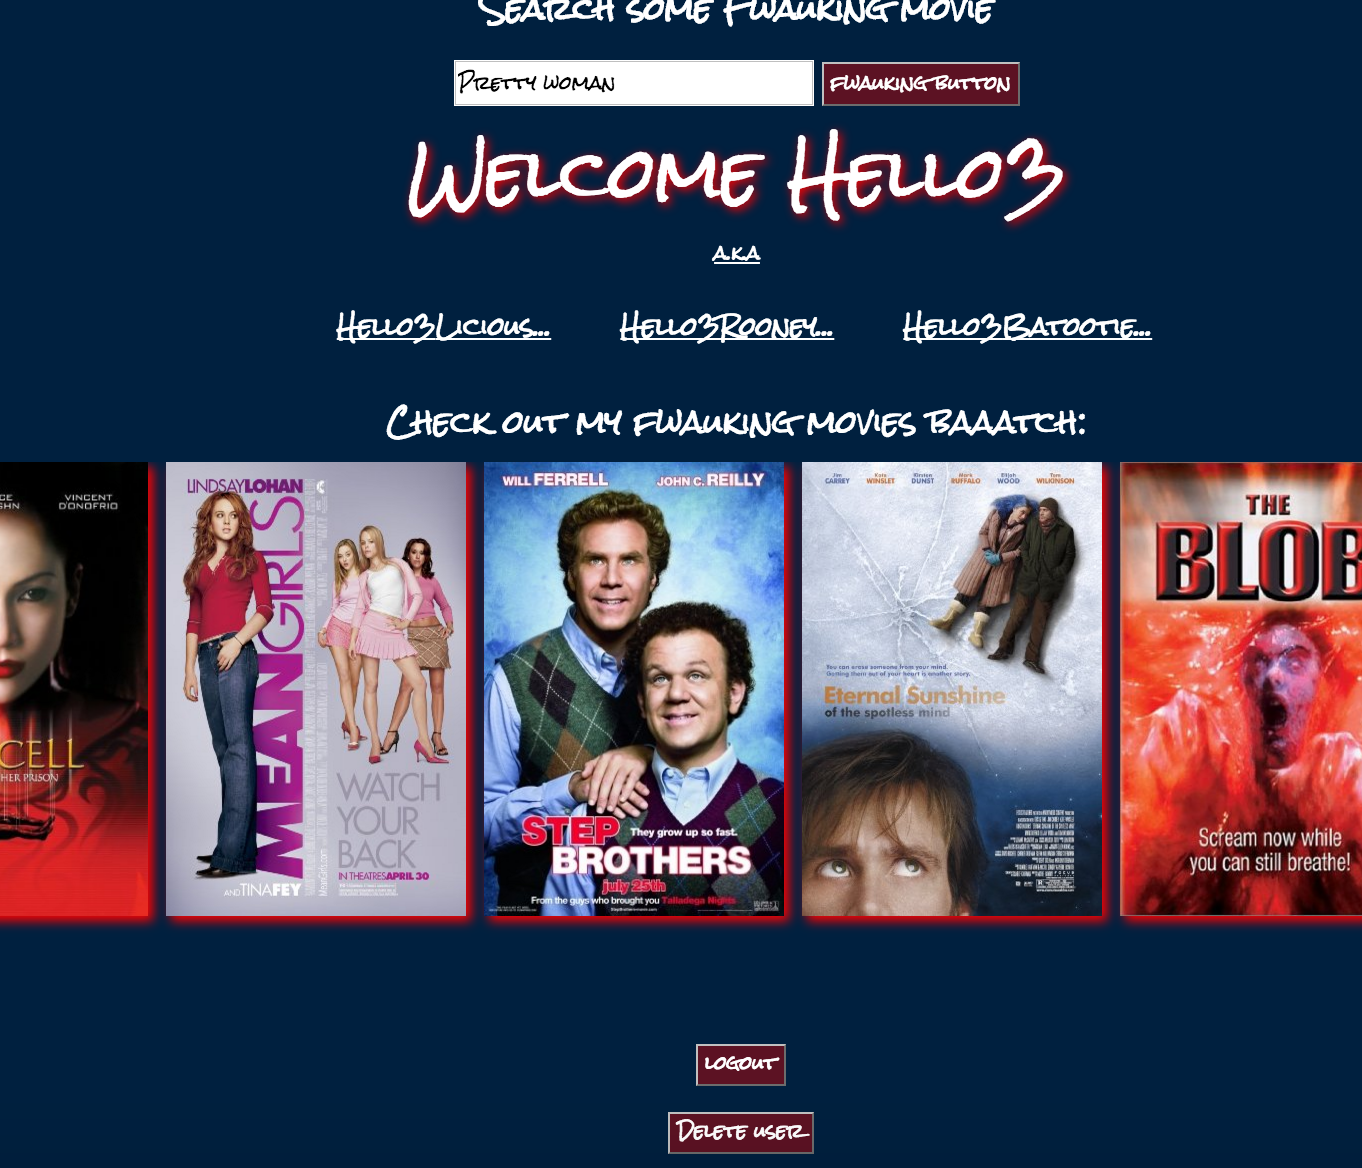 Search some fwauking movie
Pretty woman
fwauking button
Welcome Hello3
a.k.a
Hello3Licious...
Hello3Rooney...
Hello3Batootie...
Check out my fwauking movies baaatch:
VINCENT
D'ONOFRIO
CELL
HER PRISON
LINDSAY LOHAN
MEAN GIRLS
WATCH
YOUR
BACK
IN THEATRES APRIL 30
AND TINA FEY
WILL FERRELL
JOHN C. REILLY
STEP
BROTHERS
They grow up so fast.
july 25th
From the guys who brought you Talladega Nights
Jim
CARREY
Kate
WINSLET
Kirsten
DUNST
Mark
RUFFALO
Elijah
WOOD
Tom
WILKINSON
You can erase someone from your mind.
Getting them out of your heart is another story.
Eternal Sunshine
of the spotless mind
THE
BLOB
Scream now while
you can still breathe!
logout
Delete user